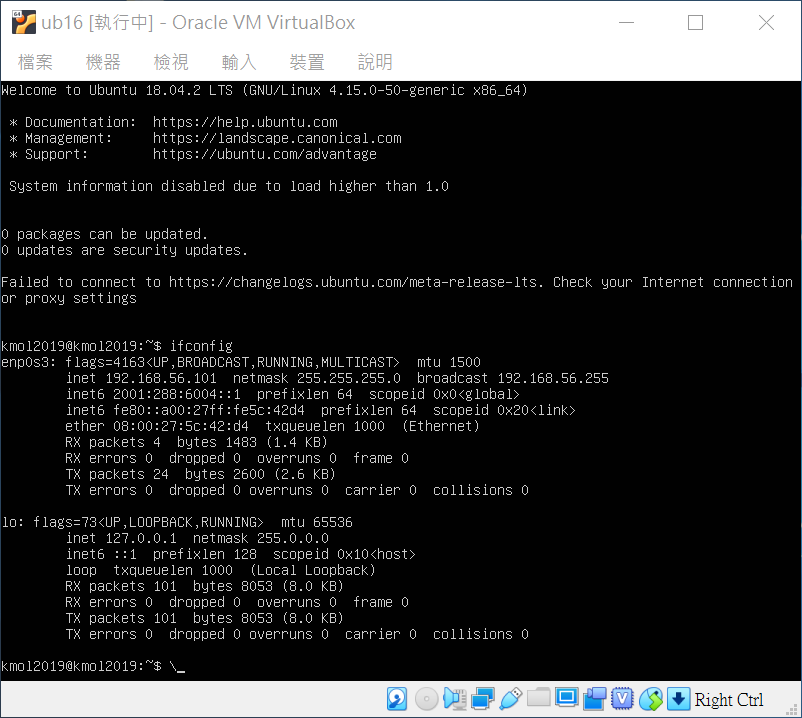 ub16 [執行中] - Oracle VM VirtualBox
檔案 機器 檢視 輸入 裝置 說明
Welcome to Ubuntu 18.04.2 LTS (GNU/Linux 4.15.0-50-generic x86_64)
* Documentation:  https://help.ubuntu.com
* Management:     https://landscape.canonical.com
* Support:        https://ubuntu.com/advantage
System information disabled due to load higher than 1.0
0 packages can be updated.
0 updates are security updates.
Failed to connect to https://changelogs.ubuntu.com/meta-release-lts. Check your Internet connection
or proxy settings
kmol2019@kmol2019:~$ ifconfig
enp0s3: flags=4163<UP,BROADCAST,RUNNING,MULTICAST>  mtu 1500
inet 192.168.56.101  netmask 255.255.255.0  broadcast 192.168.56.255
inet6 2001:288:6004::1  prefixlen 64  scopeid 0x0<global>
inet6 fe80::a00:27ff:fe5c:42d4  prefixlen 64  scopeid 0x20<link>
ether 08:00:27:5c:42:d4  txqueuelen 1000  (Ethernet)
RX packets 4  bytes 1483 (1.4 KB)
RX errors 0  dropped 0  overruns 0  frame 0
TX packets 24  bytes 2600 (2.6 KB)
TX errors 0  dropped 0 overruns 0  carrier 0  collisions 0
lo: flags=73<UP,LOOPBACK,RUNNING>  mtu 65536
inet 127.0.0.1  netmask 255.0.0.0
inet6 ::1  prefixlen 128  scopeid 0x10<host>
loop  txqueuelen 1000  (Local Loopback)
RX packets 101  bytes 8053 (8.0 KB)
RX errors 0  dropped 0  overruns 0  frame 0
TX packets 101  bytes 8053 (8.0 KB)
TX errors 0  dropped 0 overruns 0  carrier 0  collisions 0
kmol2019@kmol2019:~$ \_
Right Ctrl